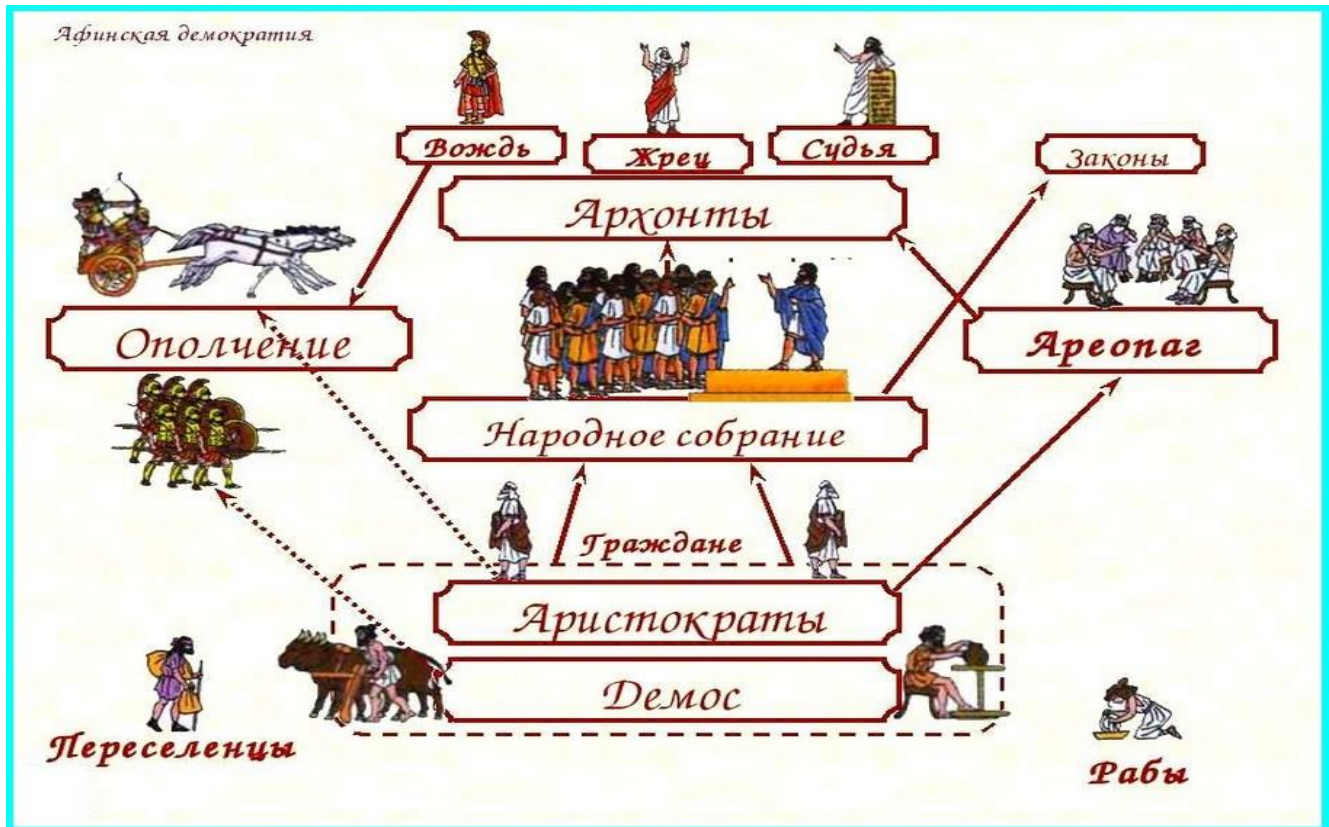 Афинская демократия
Вождь
Жрец
Судья
Законы
Архонты
Ополчение
Ареопаг
Народное собрание
Граждане
Аристократы
Демос
Переселенцы
Рабы